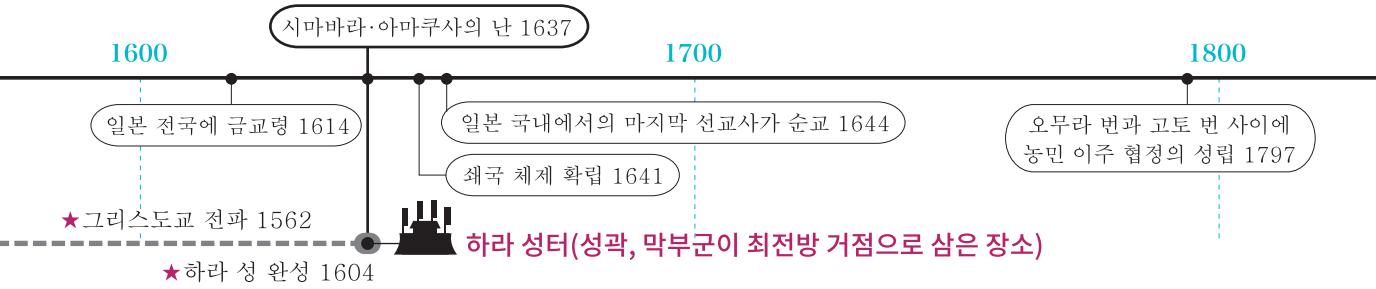 시마바라·아마쿠사의 난 1637
1600
1700
1800
일본 전국에 금교령 1614
일본 국내에서의 마지막 선교사가 순교 1644
오무라 번과 고토 번 사이에
농민 이주 협정의 성립 1797
쇄국 체제 확립 1641
★그리스도교 전파 1562
하라 성터(성곽, 막부군이 최전방 거점으로 삼은 장소)
★하라 성 완성 1604